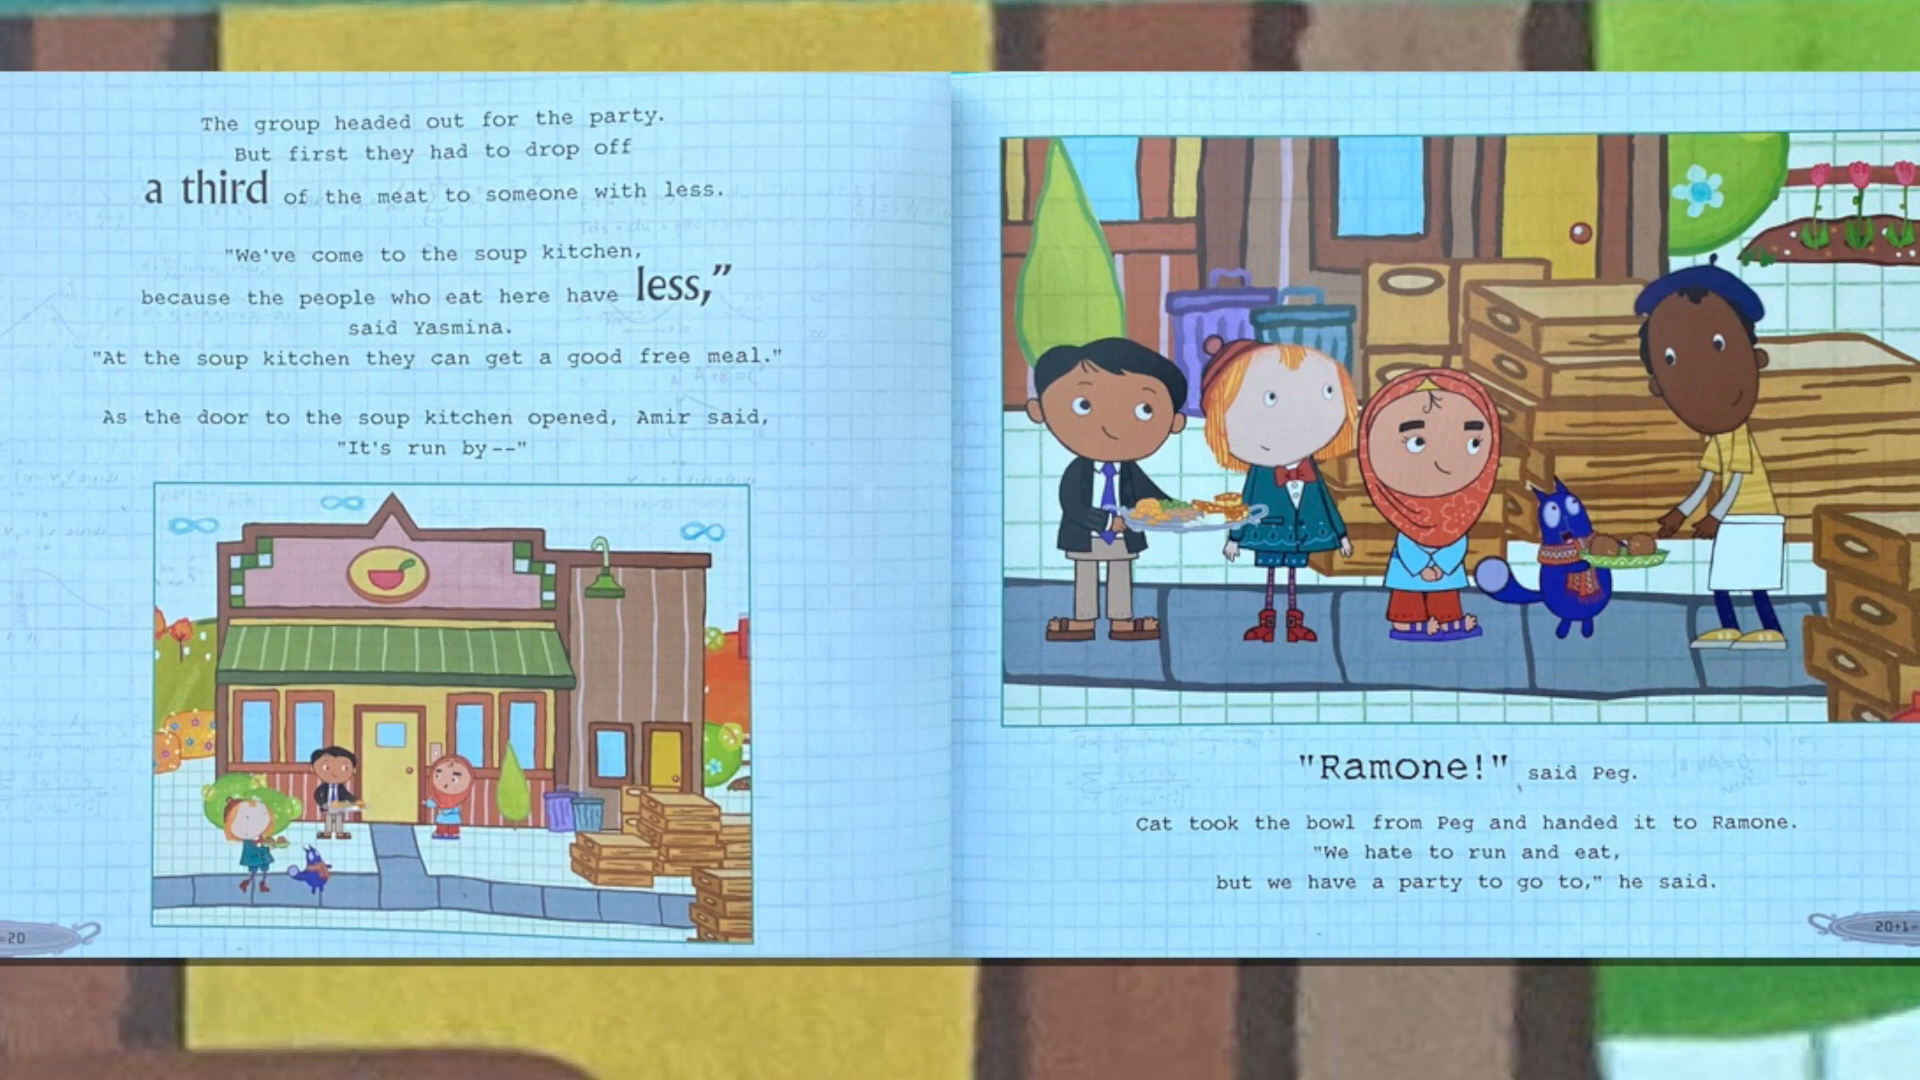 The group headed out for the party.
But first they had to drop off
a third of the meat to someone with less.
"We've come to the soup kitchen,
because the people who eat here have less,"
said Yasmina.
"At the soup kitchen they can get a good free meal."
As the door to the soup kitchen opened, Amir said,
"It's run by--"
=20
"Ramone!" said Peg.
Cat took the bowl from Peg and handed it to Ramone.
"We hate to run and eat,
but we have a party to go to," he said.
20+1=